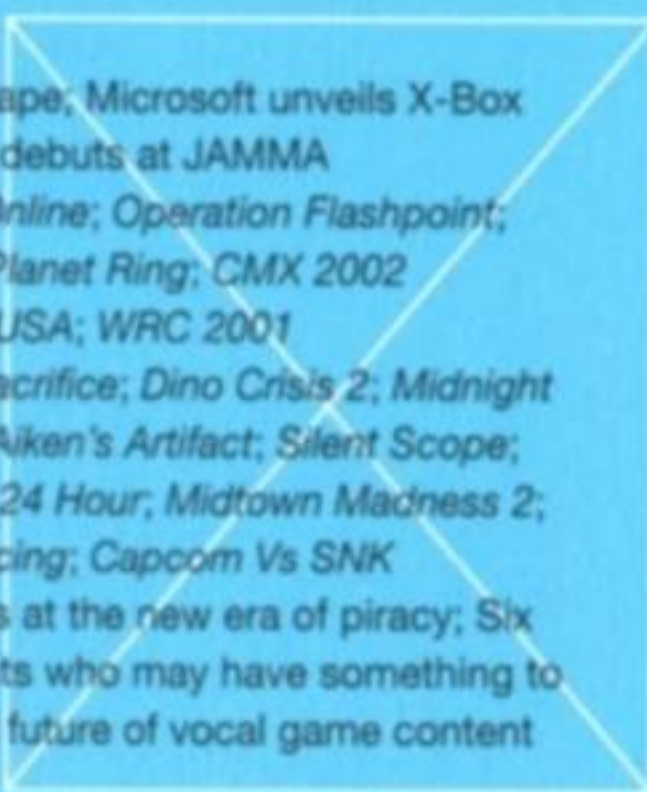 ape; Microsoft unveils X-Box
debuts at JAMMA
Online; Operation Flashpoint;
Planet Ring; CMX 2002
USA; WRC 2001
acrifice; Dino Crisis 2; Midnight
Aiken's Artifact; Silent Scope;
24 Hour; Midtown Madness 2;
cing; Capcom Vs SNK
s at the new era of piracy; Six
ts who may have something to
future of vocal game content